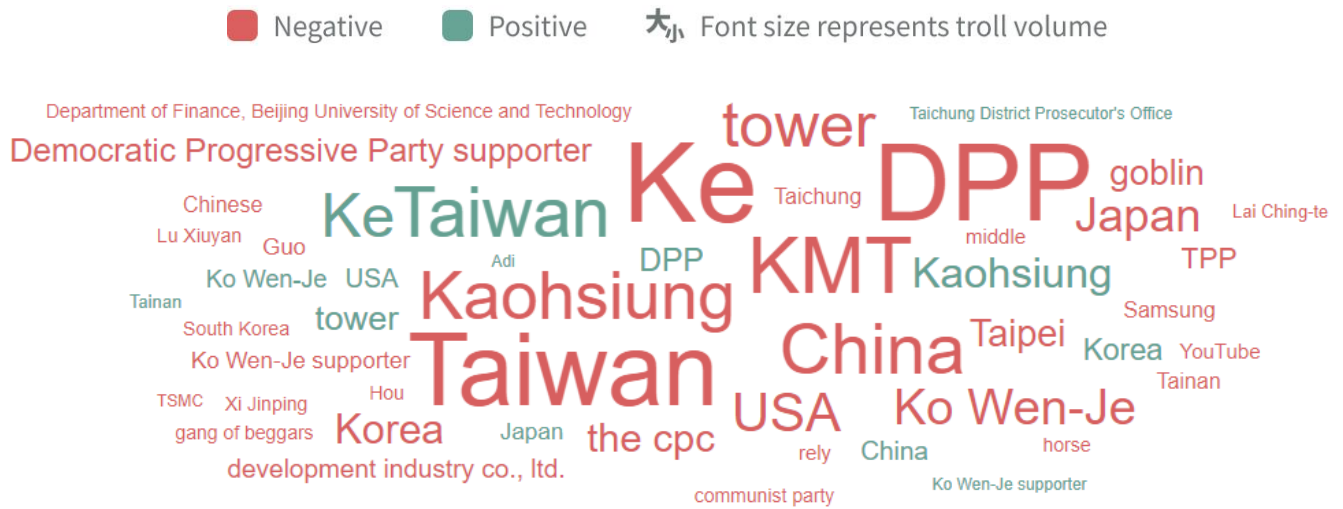 Negative
Positive
大小 Font size represents troll volume
Department of Finance, Beijing University of Science and Technology
tower
Taichung District Prosecutor's Office
Democratic Progressive Party supporter
Ke
DPP
goblin
Chinese
Ke
Taiwan
Taichung
Japan
Lai Ching-te
Lu Xiuyan
Guo
middle
Adi
DPP
KMT
TPP
Ko Wen-Je
USA
Kaohsiung
Kaohsiung
Tainan
tower
Samsung
South Korea
Taiwan
China
Taipei
Korea
YouTube
Ko Wen-Je supporter
Tainan
TSMC
Xi Jinping
Hou
USA
Ko Wen-Je
gang of beggars
Korea
Japan
the cpc
rely
China
horse
development industry co., ltd.
communist party
Ko Wen-Je supporter